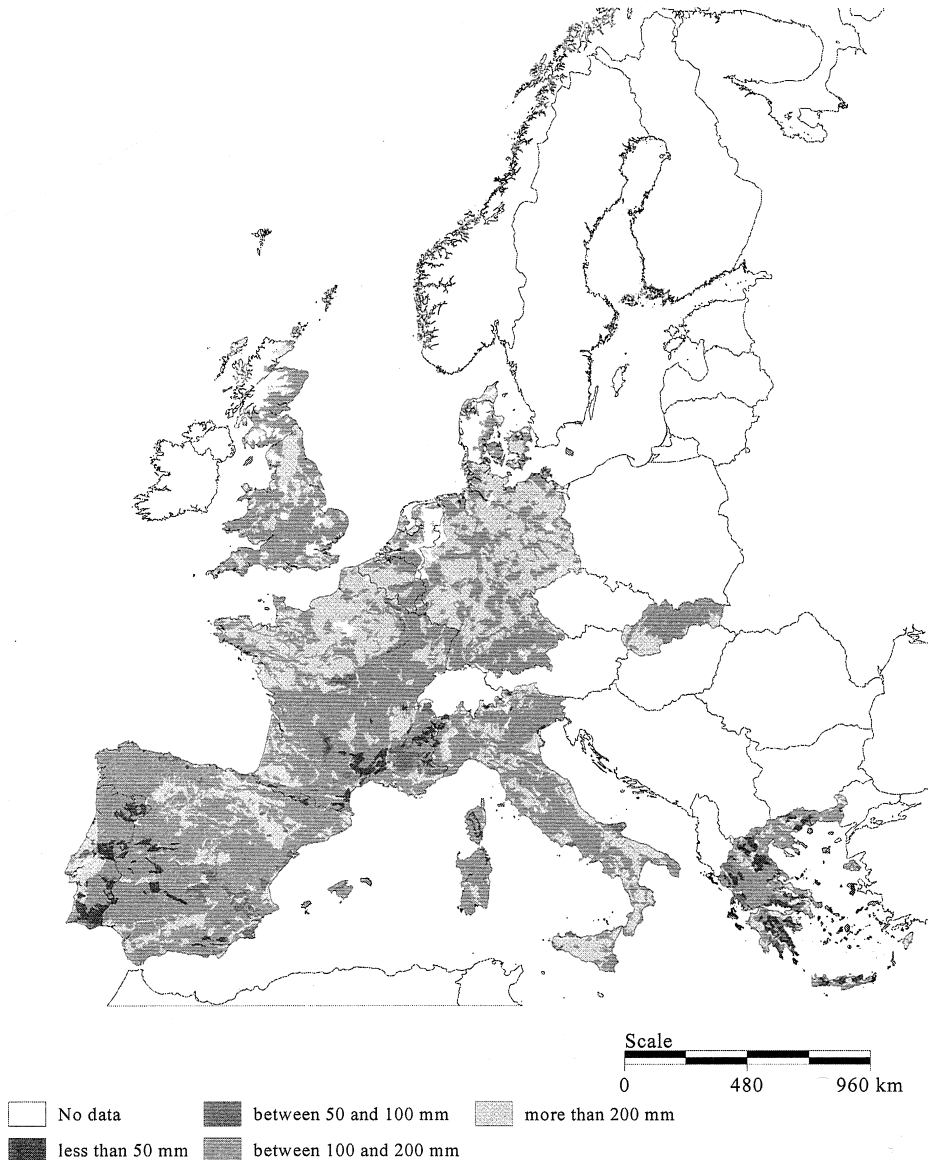 Scale
0 480 960 km
No data between 50 and 100 mm more than 200 mm
less than 50 mm between 100 and 200 mm